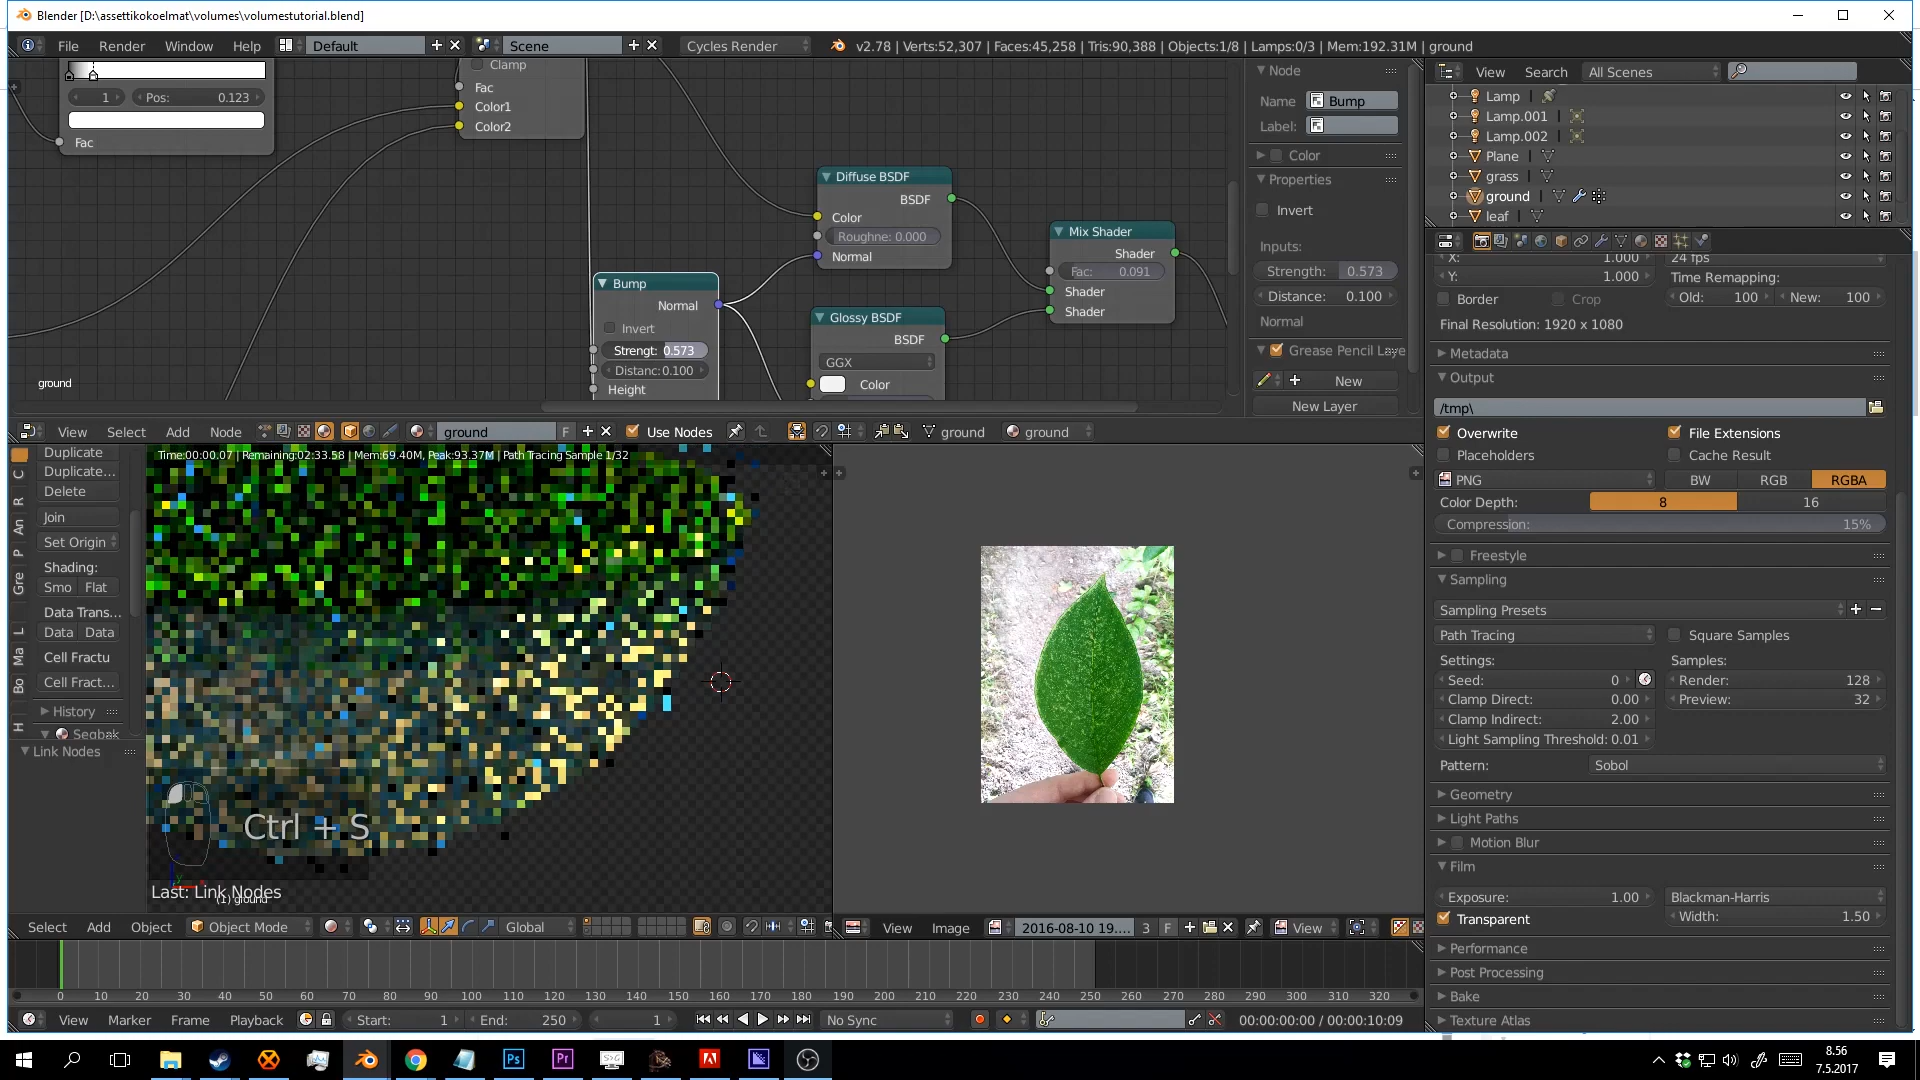 Blender [D:\assettikokoelmat\volumes\volumestutorial.blend]
File Render Window Help Default Scene Cycles Render v2.78 | Verts:52,307 | Faces:45,258 | Tris:90,388 | Objects:1/8 | Lamps:0/3 | Mem:192.31M | ground
1 Pos: 0.123
Fac
Clamp
Fac
Color1
Color2
Diffuse BSDF
BSDF
Color
Roughne: 0.000
Normal
Mix Shader
Shader
Fac: 0.091
Shader
Shader
Bump
Normal
Invert
Strengt: 0.573
Distanc: 0.100
Height
Glossy BSDF
BSDF
GGX
Color
ground
Node
Name Bump
Label:
Color
Properties
Invert
Inputs:
Strength: 0.573
Distance: 0.100
Normal
Grease Pencil Laye
New
New Layer
View Search All Scenes
Lamp
Lamp.001
Lamp.002
Plane
grass
ground
leaf
X: 1.000 24 fps
Y: 1.000 Time Remapping:
Border Crop Old: 100 New: 100
Final Resolution: 1920 x 1080
Metadata
Output
/tmp\
Overwrite File Extensions
Placeholders Cache Result
PNG BW RGB RGBA
Color Depth: 8 16
Compression: 15%
Freestyle
Sampling
Sampling Presets
Path Tracing Square Samples
Settings: Samples:
Seed: 0 Render: 128
Clamp Direct: 0.00 Preview: 32
Clamp Indirect: 2.00
Light Sampling Threshold: 0.01
Pattern: Sobol
Geometry
Light Paths
Motion Blur
Film
Exposure: 1.00 Blackman-Harris
Transparent Width: 1.50
Performance
Post Processing
Bake
Texture Atlas
View Select Add Node ground F Use Nodes ground ground
C
R
An
P
Gre
L
Ma
Bo
H
Duplicate
Duplicate...
Delete
Join
Set Origin
Shading:
Smo Flat
Data Trans...
Data Data
Cell Fractu
Cell Fract...
History
Link Nodes
Time:00:00.07 | Remaining:02:33.58 | Mem:69.40M, Peak:93.37M | Path Tracing Sample 1/32
Ctrl + S
Last: Link Nodes
(1) ground
Select Add Object Object Mode Global
View Image 2016-08-10 19.... 3 F View
0 10 20 30 40 50 60 70 80 90 100 110 120 130 140 150 160 170 180 190 200 210 220 230 240 250 260 270 280 290 300 310 320
View Marker Frame Playback Start: 1 End: 250 1 No Sync 00:00:00:00 / 00:00:10:09
Ps Pr
8.56
7.5.2017